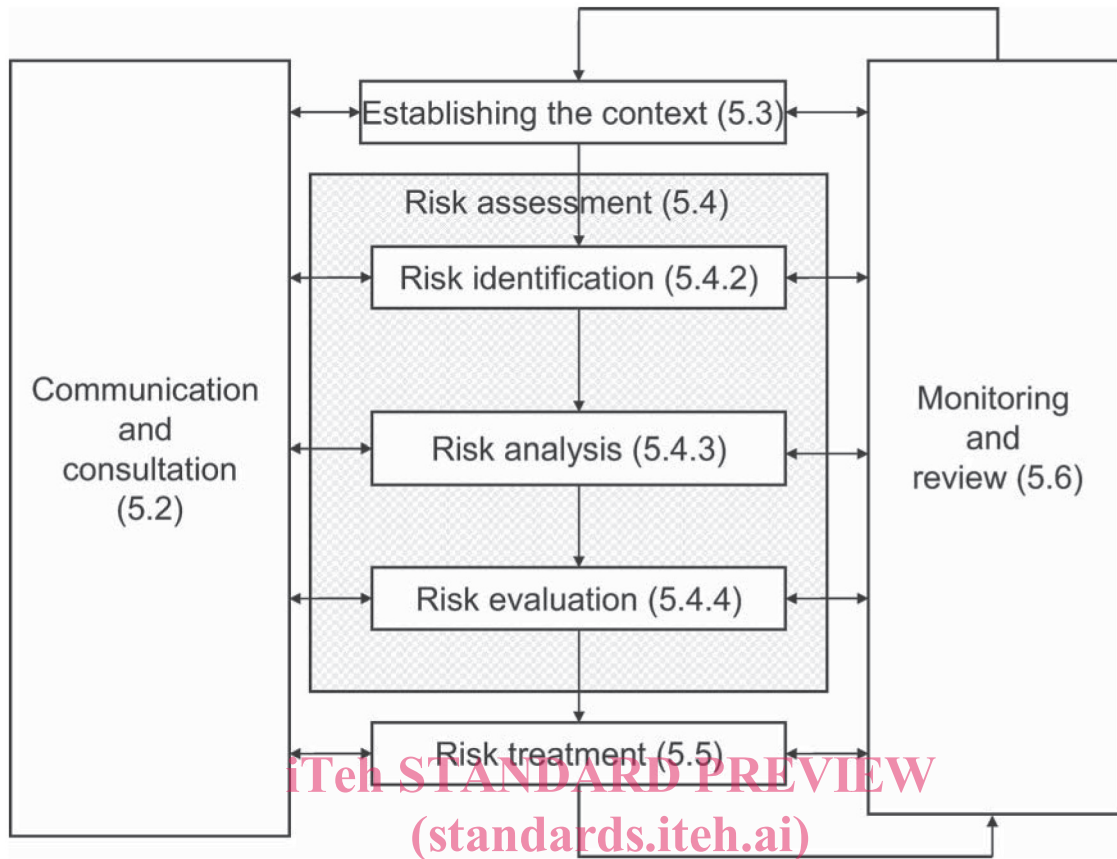 Establishing the context (5.3)
Risk assessment (5.4)
Risk identification (5.4.2)
Communication
and
consultation
(5.2)
Risk analysis (5.4.3)
Monitoring
and
review (5.6)
Risk evaluation (5.4.4)
Risk treatment (5.5)
iTeh STANDARD PREVIEW
(standards.iteh.ai)